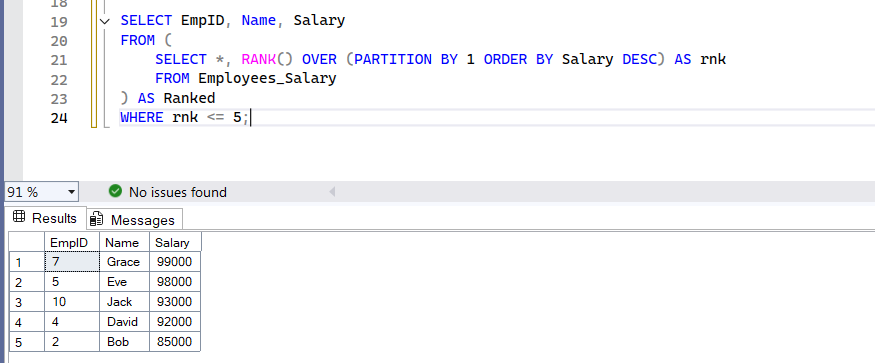 18
19 SELECT EmpID, Name, Salary
20 FROM (
21 SELECT *, RANK() OVER (PARTITION BY 1 ORDER BY Salary DESC) AS rnk
22 FROM Employees_Salary
23 ) AS Ranked
24 WHERE rnk <= 5;
91 % No issues found
Results Messages
EmpID Name Salary
1 7 Grace 99000
2 5 Eve 98000
3 10 Jack 93000
4 4 David 92000
5 2 Bob 85000